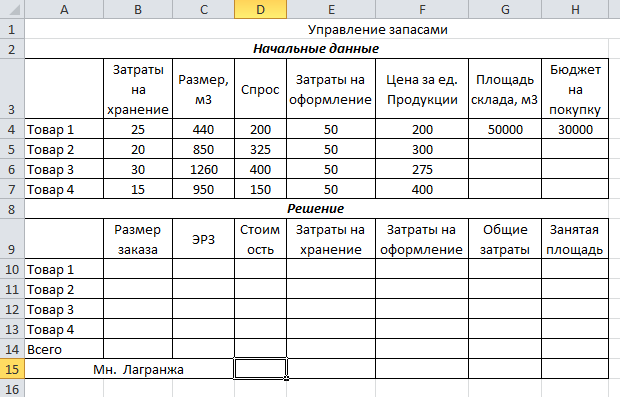 A B C D E F G H
1 Управление запасами
2 Начальные данные
Затраты Бюджет
на Размер, Затраты на Цена за ед. Площадь на
3 хранение м3 Спрос оформление Продукции склада, м3 покупку
4 Товар 1 25 440 200 50 200 50000 30000
5 Товар 2 20 850 325 50 300
6 Товар 3 30 1260 400 50 275
7 Товар 4 15 950 150 50 400
8 Решение
Размер ЭРЗ Стоим Затраты на Затраты на Общие Занятая
9 заказа ость хранение оформление затраты площадь
10 Товар 1
11 Товар 2
12 Товар 3
13 Товар 4
14 Всего
15 Мн. Лагранжа
16